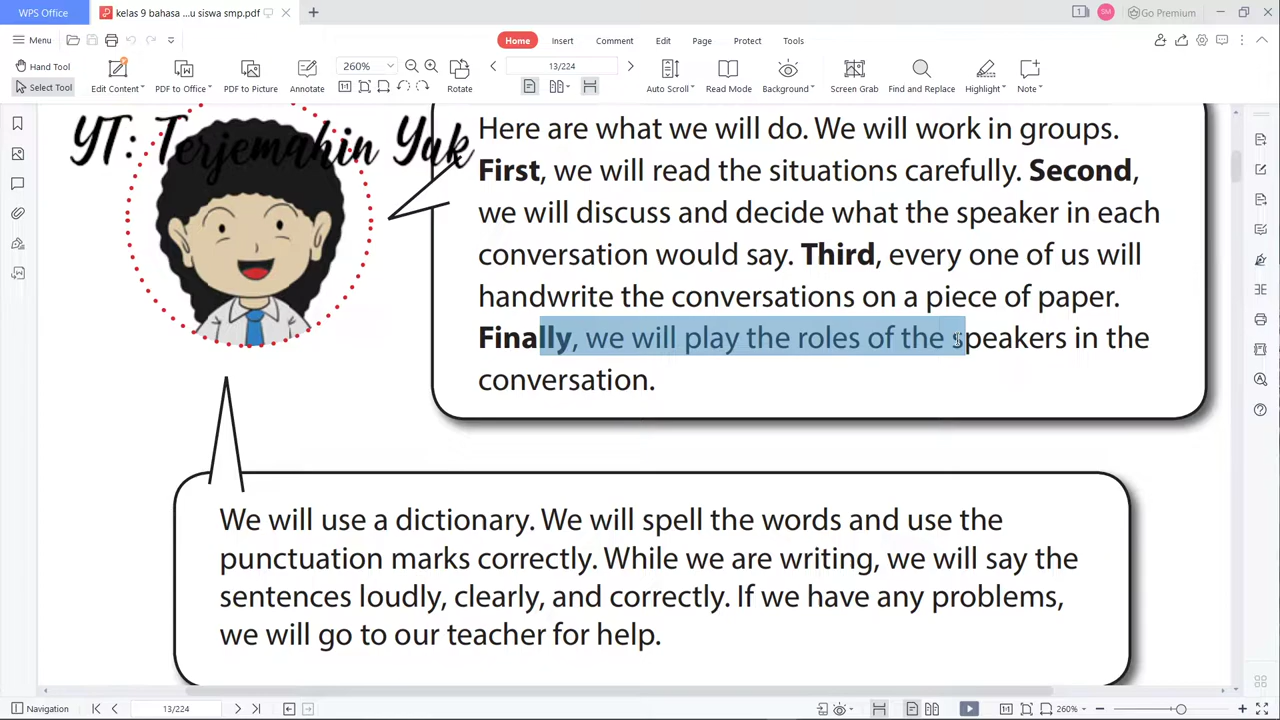 WPS Office
kelas 9 bahasa ...u siswa smp.pdf
1
SM
Go Premium
Menu
Home
Insert
Comment
Edit
Page
Protect
Tools
Hand Tool
Select Tool
Edit Content
PDF to Office
PDF to Picture
Annotate
260%
Rotate
13/224
Auto Scroll
Read Mode
Background
Screen Grab
Find and Replace
Highlight
Note
YT: Terjemahin Yuk
Here are what we will do. We will work in groups.
First, we will read the situations carefully. Second,
we will discuss and decide what the speaker in each
conversation would say. Third, every one of us will
handwrite the conversations on a piece of paper.
Finally, we will play the roles of the speakers in the
conversation.
We will use a dictionary. We will spell the words and use the
punctuation marks correctly. While we are writing, we will say the
sentences loudly, clearly, and correctly. If we have any problems,
we will go to our teacher for help.
Navigation
13/224
260%